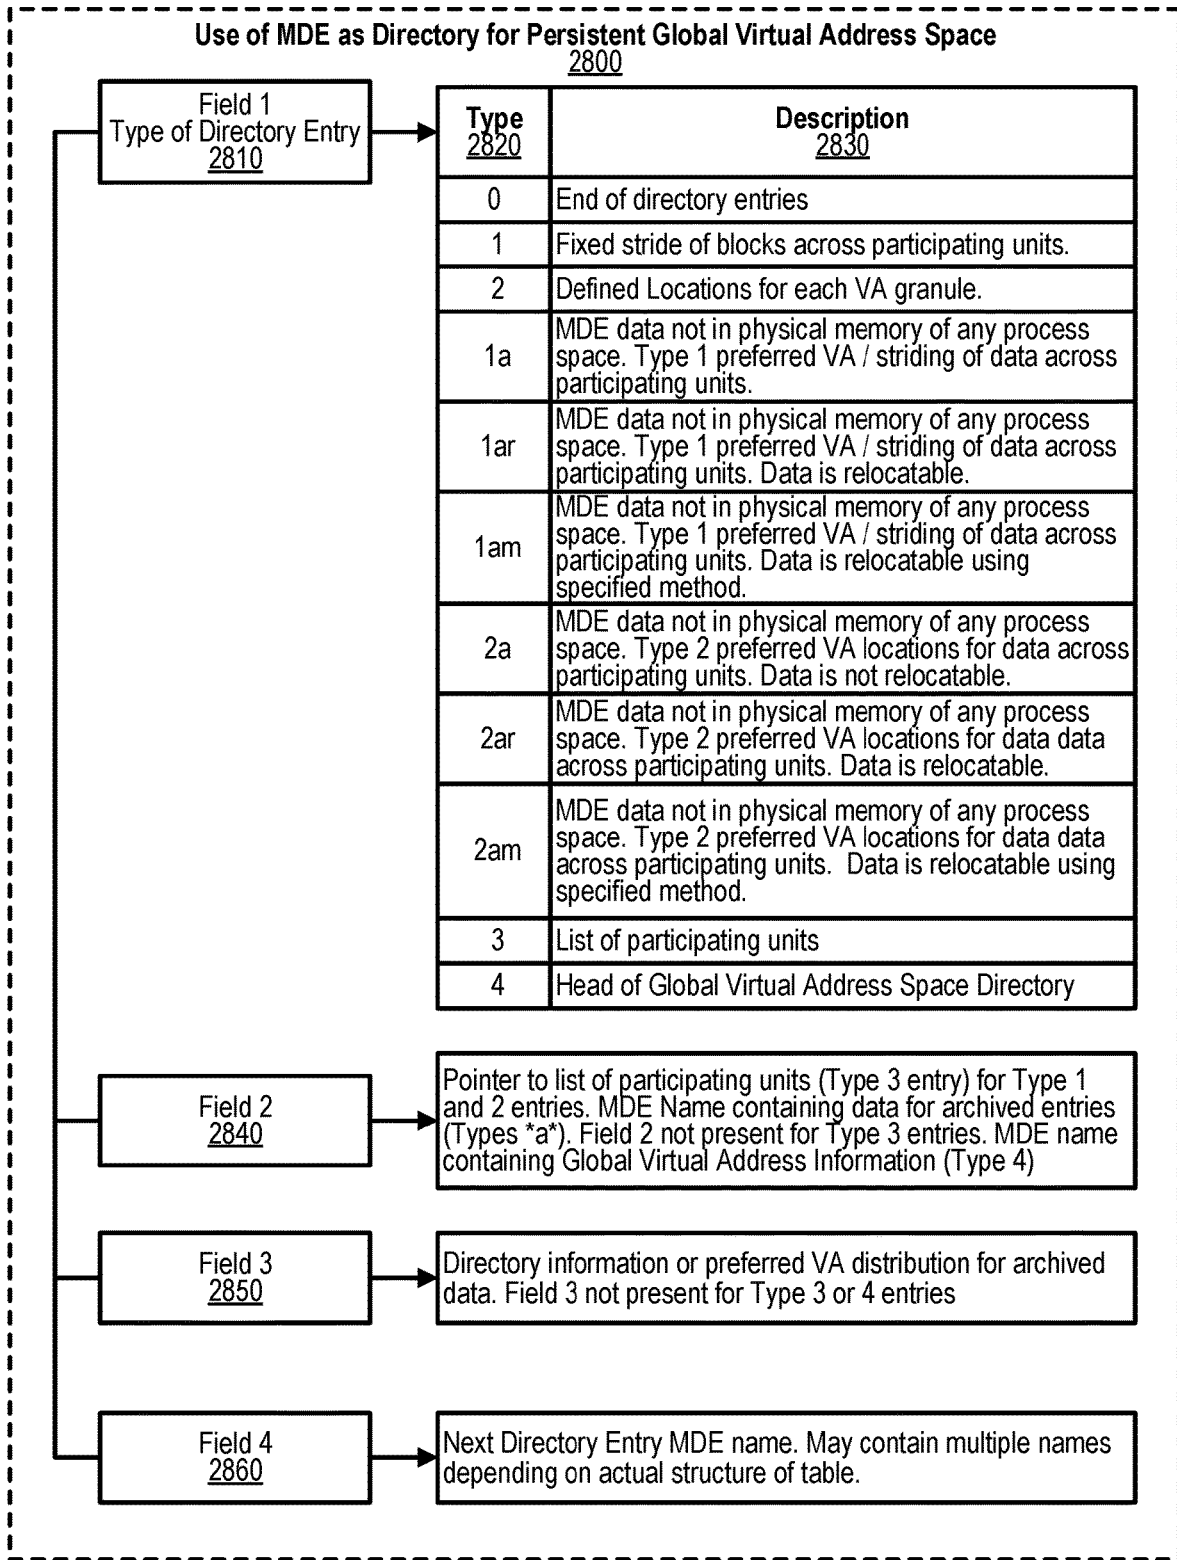 Use of MDE as Directory for Persistent Global Virtual Address Space
2800
Field 1
Type of Directory Entry
2810
Type
2820
Description
2830
0
End of directory entries
1
Fixed stride of blocks across participating units.
2
Defined Locations for each VA granule.
1a
MDE data not in physical memory of any process
space. Type 1 preferred VA / striding of data across
participating units.
1ar
MDE data not in physical memory of any process
space. Type 1 preferred VA / striding of data across
participating units. Data is relocatable.
1am
MDE data not in physical memory of any process
space. Type 1 preferred VA / striding of data across
participating units. Data is relocatable using
specified method.
2a
MDE data not in physical memory of any process
space. Type 2 preferred VA locations for data across
participating units. Data is not relocatable.
2ar
MDE data not in physical memory of any process
space. Type 2 preferred VA locations for data data
across participating units. Data is relocatable.
2am
MDE data not in physical memory of any process
space. Type 2 preferred VA locations for data data
across participating units. Data is relocatable using
specified method.
3
List of participating units
4
Head of Global Virtual Address Space Directory
Field 2
2840
Pointer to list of participating units (Type 3 entry) for Type 1
and 2 entries. MDE Name containing data for archived entries
(Types *a*). Field 2 not present for Type 3 entries. MDE name
containing Global Virtual Address Information (Type 4)
Field 3
2850
Directory information or preferred VA distribution for archived
data. Field 3 not present for Type 3 or 4 entries
Field 4
2860
Next Directory Entry MDE name. May contain multiple names
depending on actual structure of table.